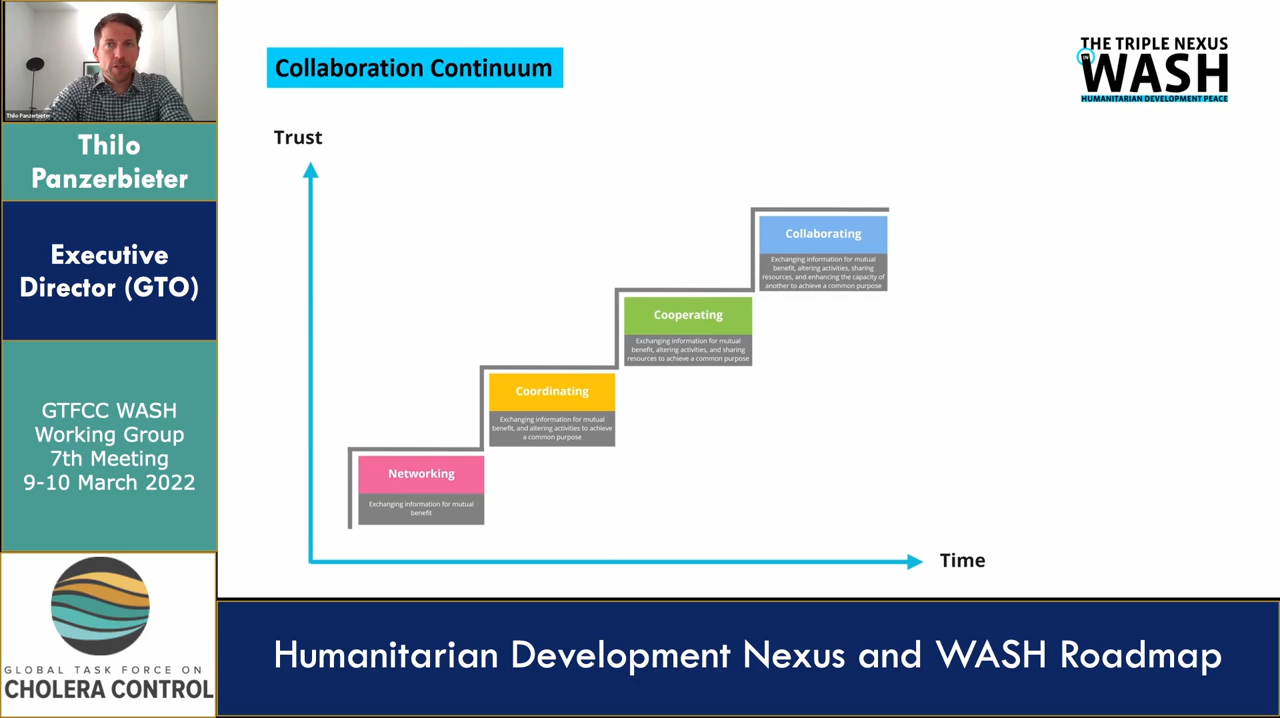 Thilo Panzerbieter
Thilo
Panzerbieter
Executive
Director (GTO)
GTFCC WASH
Working Group
7th Meeting
9-10 March 2022
GLOBAL TASK FORCE ON
CHOLERA CONTROL
Collaboration Continuum
THE TRIPLE NEXUS
IN
WASH
HUMANITARIAN DEVELOPMENT PEACE
Trust
Collaborating
Exchanging information for mutual
benefit, altering activities, sharing
resources, and enhancing the capacity of
another to achieve a common purpose
Cooperating
Exchanging information for mutual
benefit, altering activities, and sharing
resources to achieve a common purpose
Coordinating
Exchanging information for mutual
benefit, and altering activities to achieve
a common purpose
Networking
Exchanging information for mutual
benefit
Time
Humanitarian Development Nexus and WASH Roadmap